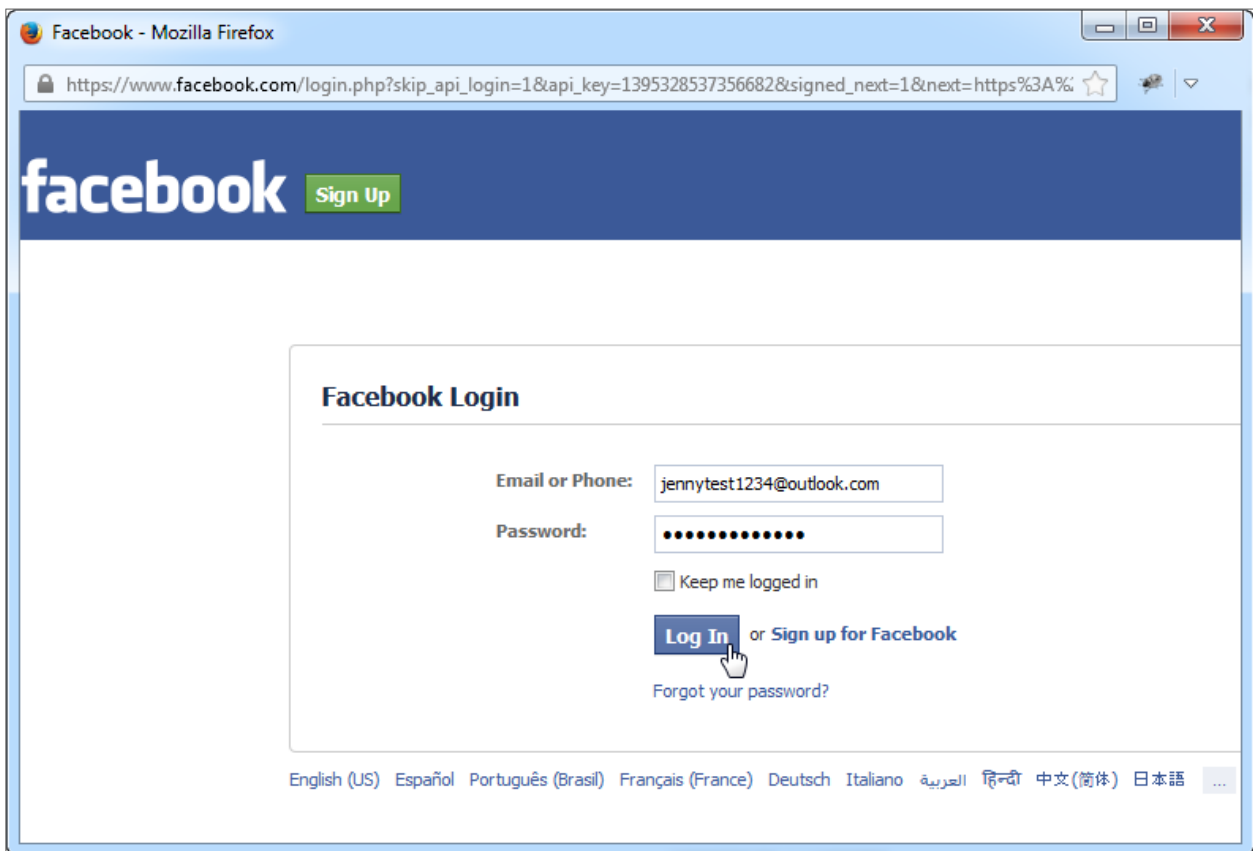 Facebook - Mozilla Firefox
https://www.facebook.com/login.php?skip_api_login=1&api_key=1395328537356682&signed_next=1&next=https%3A%
facebook Sign Up
Facebook Login
Email or Phone: jennytest1234@outlook.com
Password: •••••••••••••
Keep me logged in
Log In or Sign up for Facebook
Forgot your password?
English (US) Español Português (Brasil) Français (France) Deutsch Italiano العربية हिन्दी 中文(简体) 日本語 ...